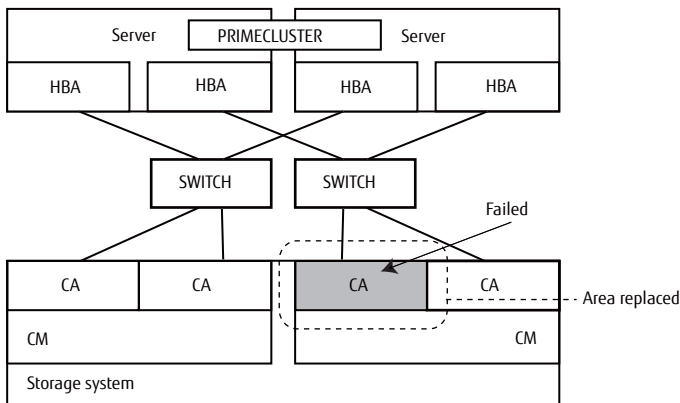 Server PRIMECLUSTER Server
HBA HBA HBA HBA
SWITCH SWITCH
Failed
CA CA CA CA
Area replaced
CM CM
Storage system